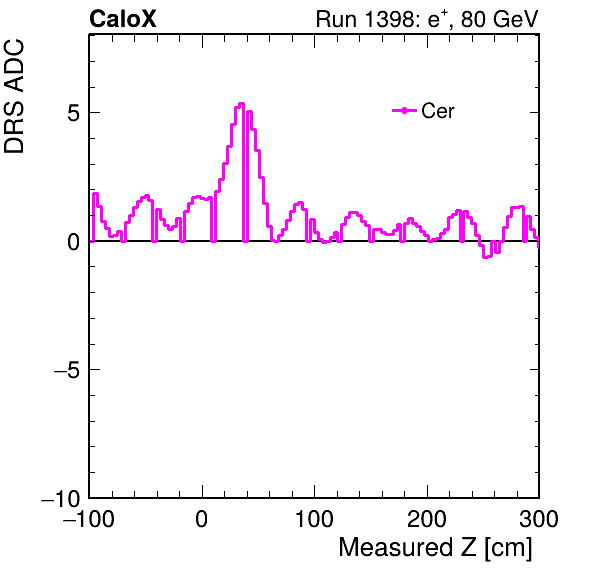 CaloX
Run 1398: e⁺, 80 GeV
DRS ADC
Cer
5
0
−5
−10
−100 0 100 200 300
Measured Z [cm]